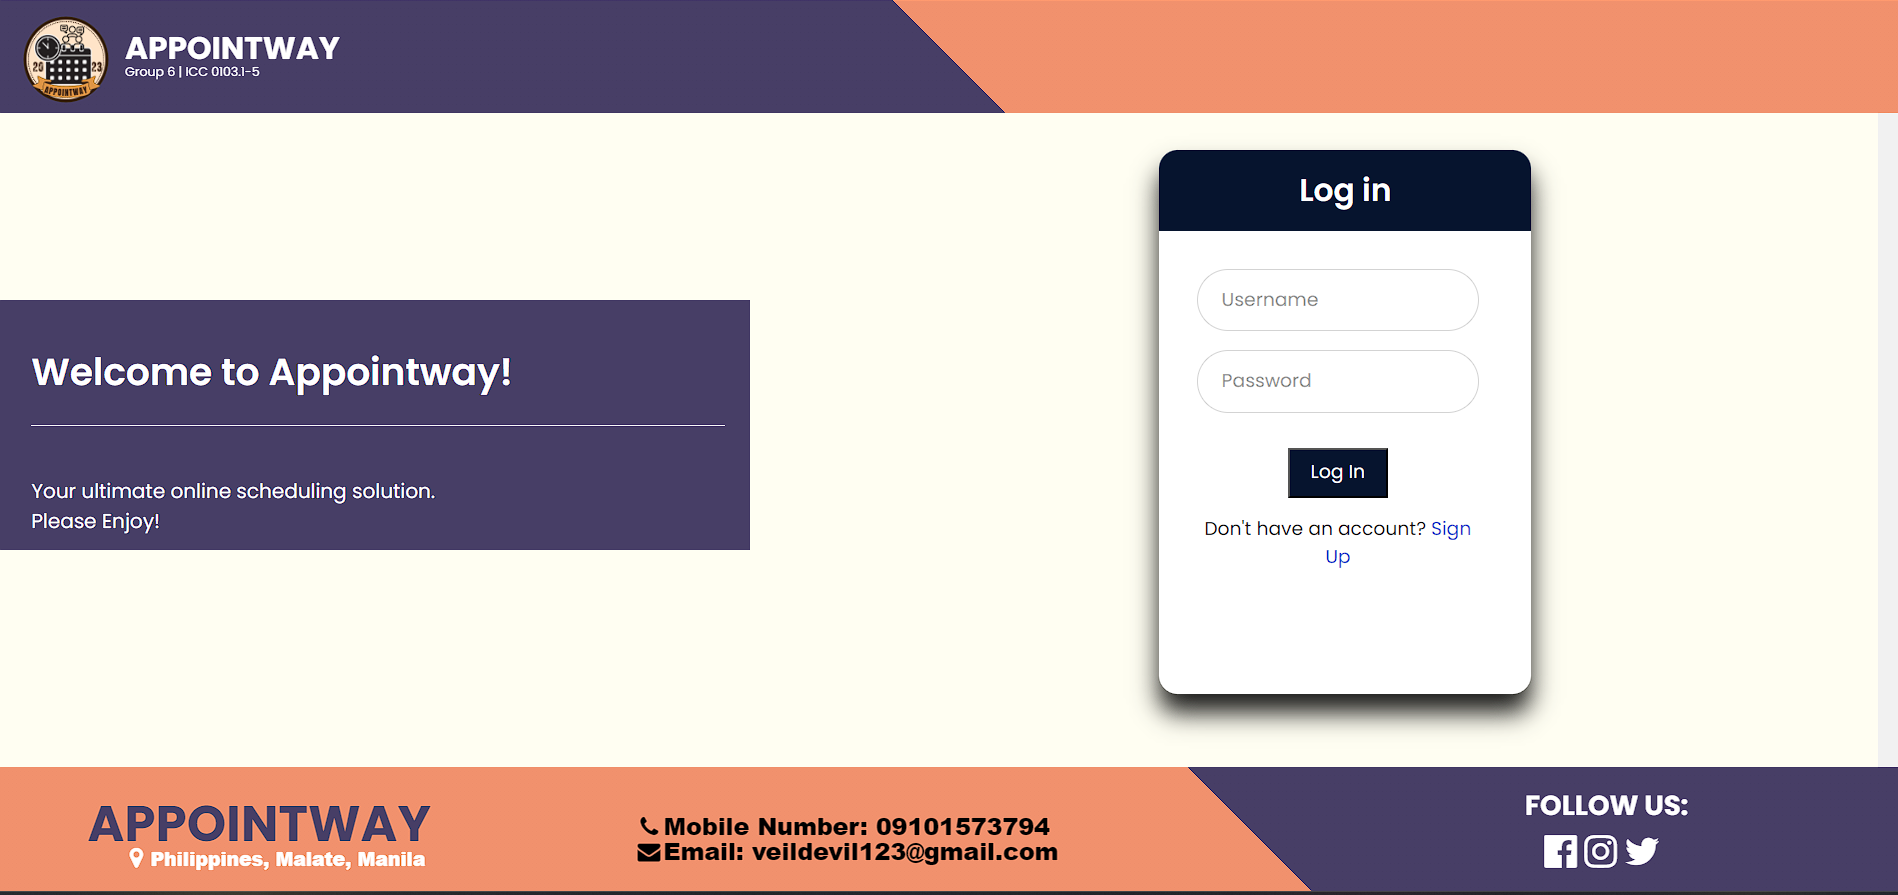 20 23
APPOINTWAY
APPOINTWAY
Group 6 | ICC 0103.1-5
Log in
Username
Password
Log In
Don't have an account? Sign
Up
Welcome to Appointway!
Your ultimate online scheduling solution.
Please Enjoy!
APPOINTWAY
Philippines, Malate, Manila
Mobile Number: 09101573794
Email: veildevil123@gmail.com
FOLLOW US: